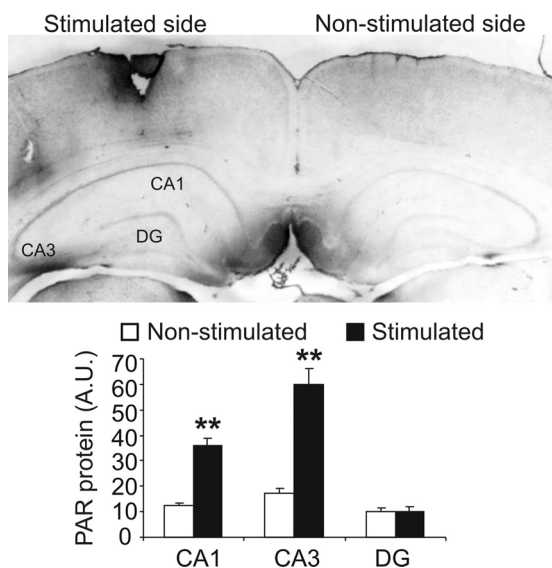 Stimulated side Non-stimulated side
CA1
DG
CA3
Non-stimulated Stimulated
PAR protein (A.U.)
70
60
50
40
30
20
10
0
** **
CA1 CA3 DG